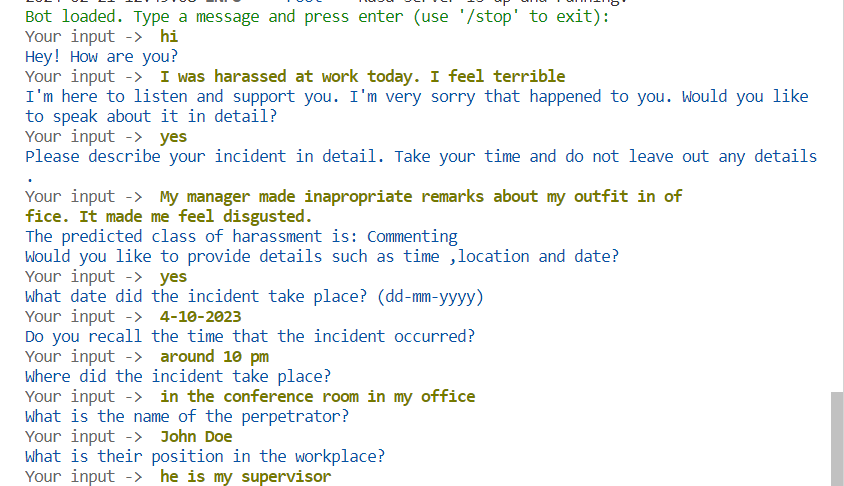 Bot loaded. Type a message and press enter (use '/stop' to exit):
Your input -> hi
Hey! How are you?
Your input -> I was harassed at work today. I feel terrible
I'm here to listen and support you. I'm very sorry that happened to you. Would you like
to speak about it in detail?
Your input -> yes
Please describe your incident in detail. Take your time and do not leave out any details
.
Your input -> My manager made inapropriate remarks about my outfit in of
fice. It made me feel disgusted.
The predicted class of harassment is: Commenting
Would you like to provide details such as time ,location and date?
Your input -> yes
What date did the incident take place? (dd-mm-yyyy)
Your input -> 4-10-2023
Do you recall the time that the incident occurred?
Your input -> around 10 pm
Where did the incident take place?
Your input -> in the conference room in my office
What is the name of the perpetrator?
Your input -> John Doe
What is their position in the workplace?
Your input -> he is my supervisor